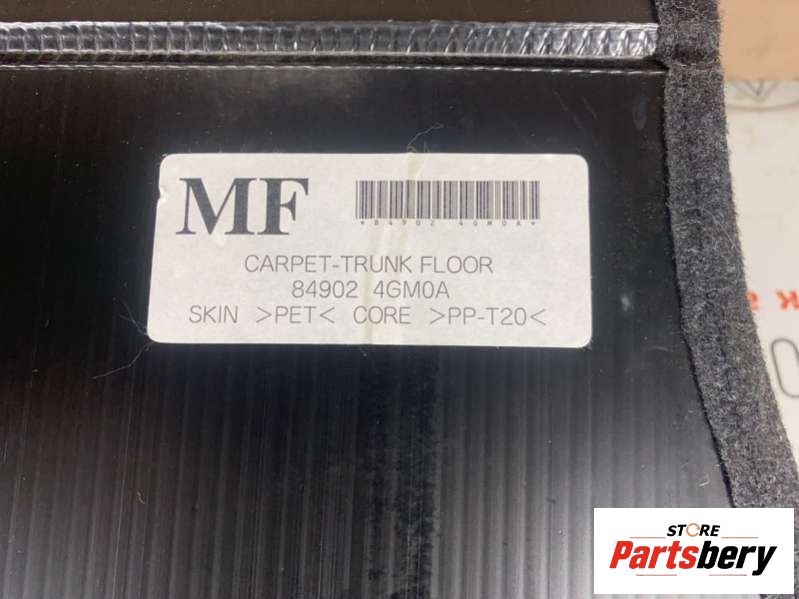 MF
*84902 4GM0A*
CARPET-TRUNK FLOOR
84902 4GM0A
SKIN >PET< CORE >PP-T20<
STORE
Partsbery